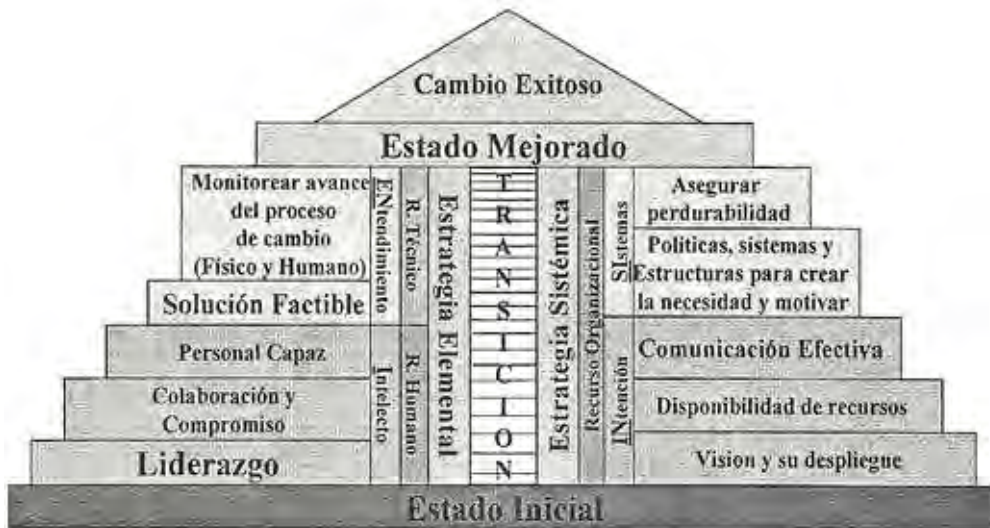 Cambio Exitoso
Estado Mejorado
Monitorear avance
del proceso
de cambio
(Físico y Humano)
Solución Factible
Personal Capaz
Colaboración y
Compromiso
Liderazgo
ENtendimiento
Intelecto
R. Técnico
R. Humano
Estrategia Elemental
TRANSICION
Estrategia Sistémica
Recurso Organizacional
SIstemas
INtención
Asegurar
perdurabilidad
Políticas, sistemas y
Estructuras para crear
la necesidad y motivar
Comunicación Efectiva
Disponibilidad de recursos
Vision y su despliegue
Estado Inicial